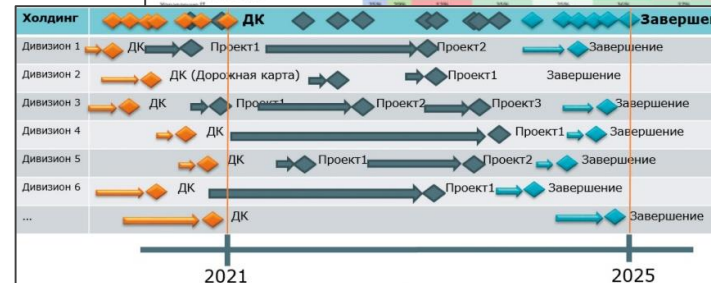 Холдинг ДК Завершe
Дивизион 1 ДК Проект1 Проект2 Завершение
Дивизион 2 ДК (Дорожная карта) Проект1 Завершение
Дивизион 3 ДК Проект1 Проект2 Проект3 Завершение
Дивизион 4 ДК Проект1 Завершение
Дивизион 5 ДК Проект1 Проект2 Завершение
Дивизион 6 ДК Проект1 Завершение
... ДК Завершение
2021 2025